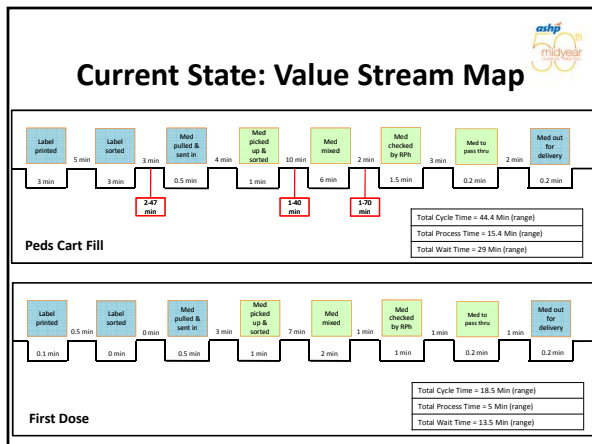 ashp
50th
midyear
Current State: Value Stream Map
Label
printed
Label
sorted
Med
pulled &
sent in
Med
picked
up &
sorted
Med
mixed
Med
checked
by RPh
Med to
pass thru
Med out
for
delivery
5 min
3 min
4 min
10 min
2 min
3 min
2 min
3 min
3 min
0.5 min
1 min
6 min
1.5 min
0.2 min
0.2 min
2-47
min
1-40
min
1-70
min
Total Cycle Time = 44.4 Min (range)
Total Process Time = 15.4 Min (range)
Total Wait Time = 29 Min (range)
Peds Cart Fill
Label
printed
Label
sorted
Med
pulled &
sent in
Med
picked
up &
sorted
Med
mixed
Med
checked
by RPh
Med to
pass thru
Med out
for
delivery
0.5 min
0 min
3 min
7 min
1 min
1 min
1 min
0.1 min
0 min
0.5 min
1 min
2 min
1 min
0.2 min
0.2 min
Total Cycle Time = 18.5 Min (range)
Total Process Time = 5 Min (range)
Total Wait Time = 13.5 Min (range)
First Dose